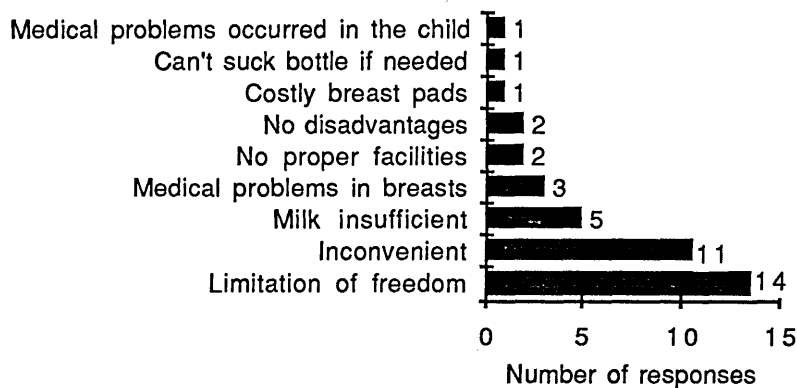 Medical problems occurred in the child 1
Can't suck bottle if needed 1
Costly breast pads 1
No disadvantages 2
No proper facilities 2
Medical problems in breasts 3
Milk insufficient 5
Inconvenient 11
Limitation of freedom 14
0 5 10 15
Number of responses